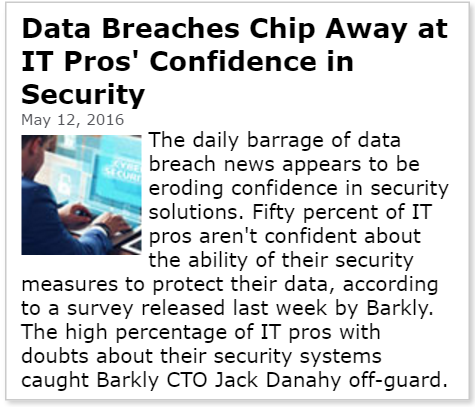 Data Breaches Chip Away at
IT Pros' Confidence in
Security
May 12, 2016
CYBER
SECURITY
The daily barrage of data
breach news appears to be
eroding confidence in security
solutions. Fifty percent of IT
pros aren't confident about
the ability of their security
measures to protect their data, according
to a survey released last week by Barkly.
The high percentage of IT pros with
doubts about their security systems
caught Barkly CTO Jack Danahy off-guard.